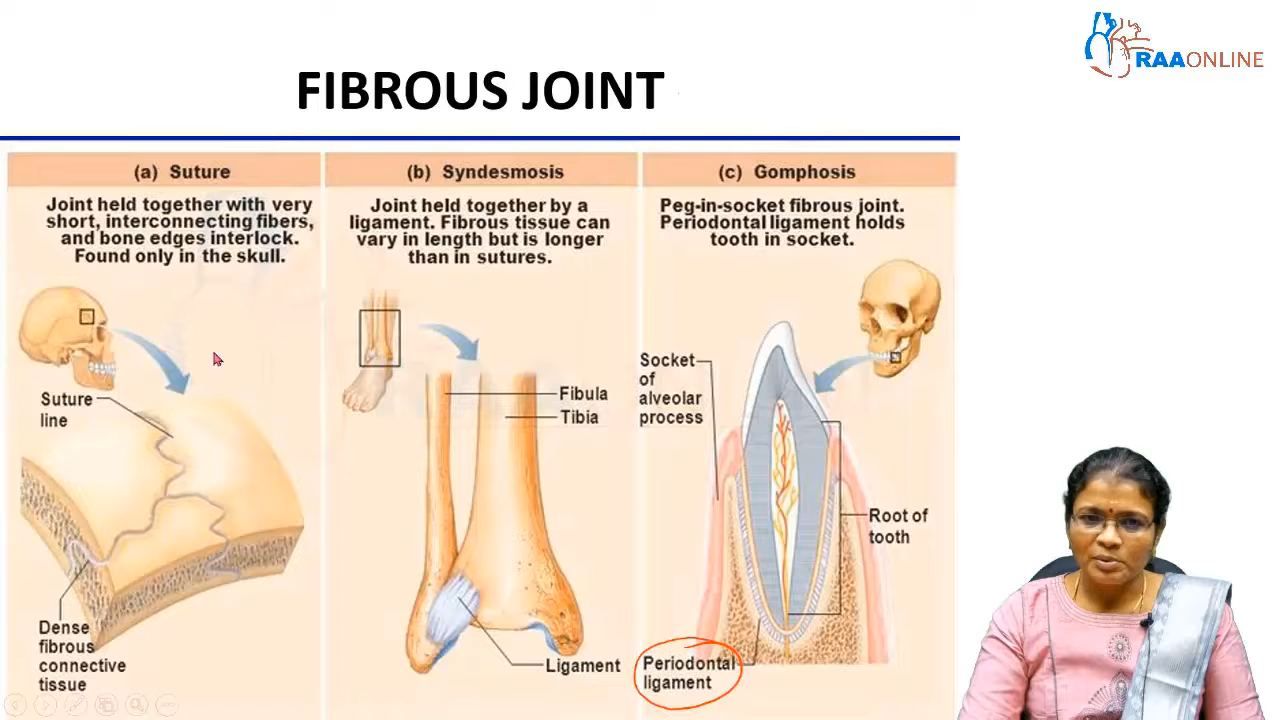 RAAONLINE
FIBROUS JOINT
(a) Suture
Joint held together with very
short, interconnecting fibers,
and bone edges interlock.
Found only in the skull.
Suture
line
Dense
fibrous
connective
tissue
(b) Syndesmosis
Joint held together by a
ligament. Fibrous tissue can
vary in length but is longer
than in sutures.
Fibula
Tibia
Ligament
(c) Gomphosis
Peg-in-socket fibrous joint.
Periodontal ligament holds
tooth in socket.
Socket
of
alveolar
process
Root of
tooth
Periodontal
ligament